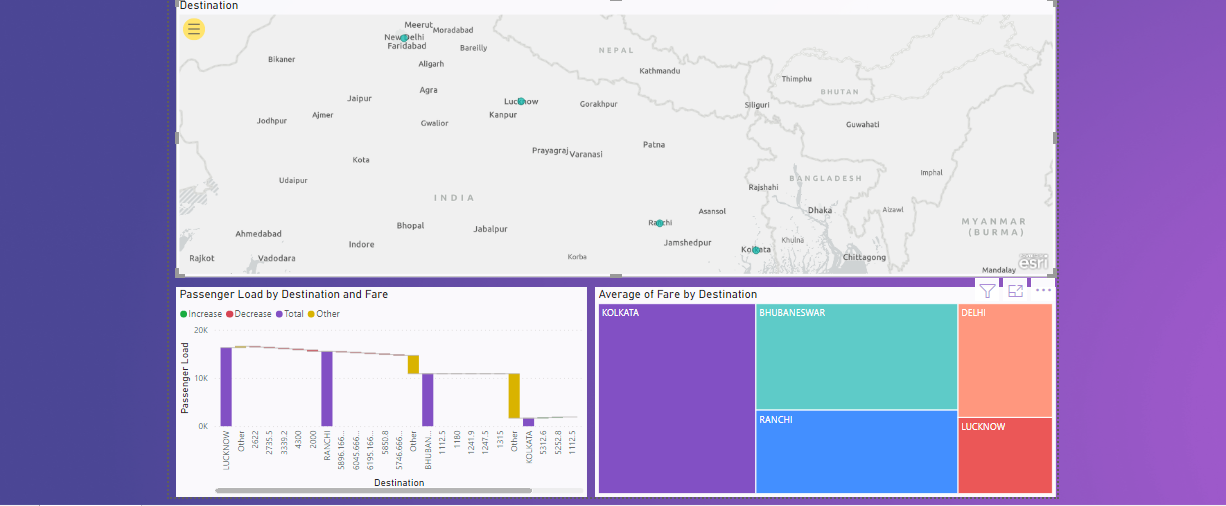 Destination
Meerut
Moradabad
New Delhi
Faridabad
Bareilly
NEPAL
Bikaner
Aligarh
Kathmandu
Thimphu
Agra
BHUTAN
Jaipur
Lucknow
Gorakhpur
Siliguri
Jodhpur
Ajmer
Gwalior
Kanpur
Guwahati
Patna
Prayagraj
Varanasi
Kota
Imphal
Udaipur
BANGLADESH
Rajshahi
INDIA
Asansol
Dhaka
Aizawl
Bhopal
Jabalpur
Ranchi
MYANMAR
(BURMA)
Ahmedabad
Indore
Jamshedpur
Khulna
Kolkata
Rajkot
Vadodara
Korba
Chittagong
esri
Mandalay
Passenger Load by Destination and Fare
Increase Decrease Total Other
Passenger Load
20K
10K
0K
LUCKNOW
Other
2622
2735.5
3339.2
4300
2000
RANCHI
5896.166...
6045.666...
6195.166...
5850.8
5746.666...
Other
BHUBAN...
1112.5
1180
1241.9
1247.5
1315
Other
KOLKATA
5312.6
5252.8
1112.5
Destination
Average of Fare by Destination
KOLKATA
BHUBANESWAR
DELHI
RANCHI
LUCKNOW